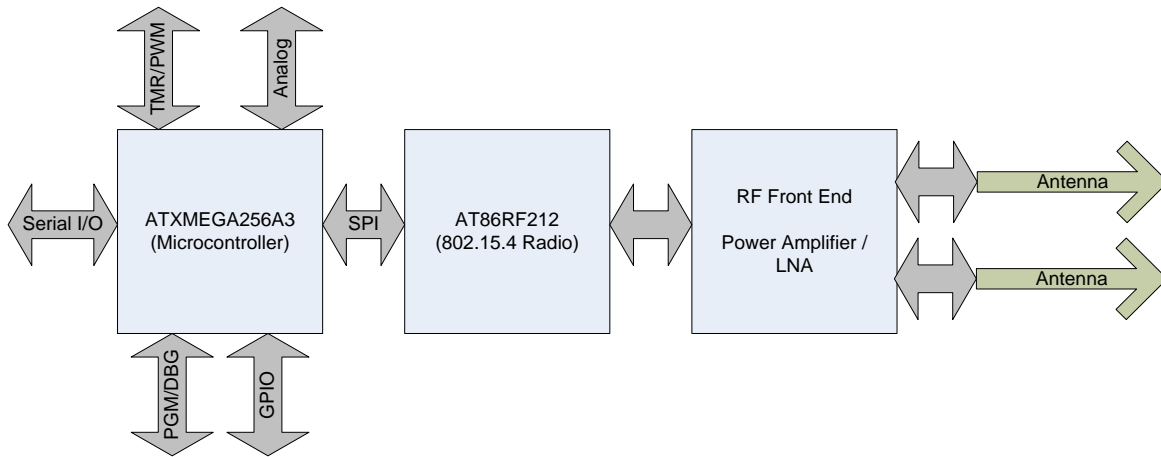 TMR/PWM
Analog
Serial I/O
ATXMEGA256A3
(Microcontroller)
SPI
AT86RF212
(802.15.4 Radio)
RF Front End
Power Amplifier /
LNA
Antenna
Antenna
PGM/DBG
GPIO